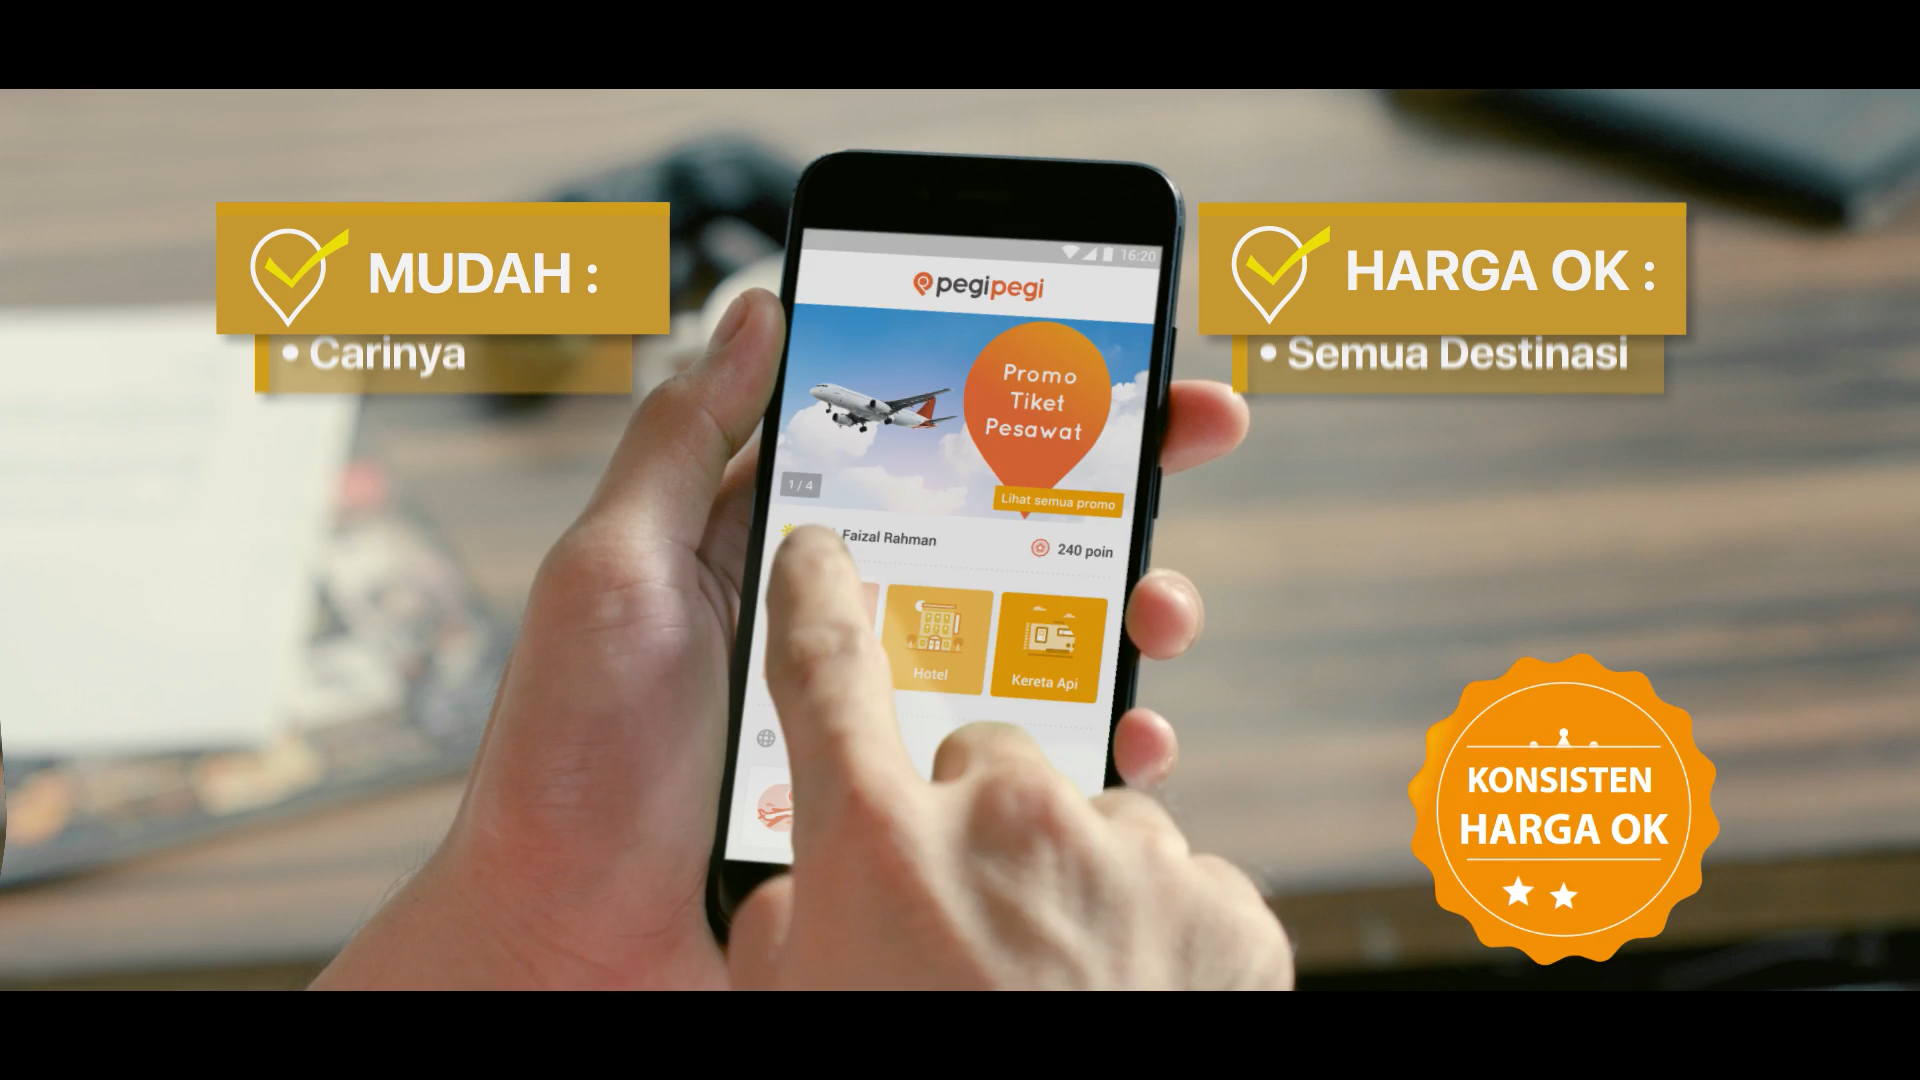 MUDAH :
• Carinya
HARGA OK :
• Semua Destinasi
16:20
pegipegi
Promo
Tiket
Pesawat
1 / 4
Lihat semua promo
Faizal Rahman
240 poin
Hotel
Kereta Api
KONSISTEN
HARGA OK